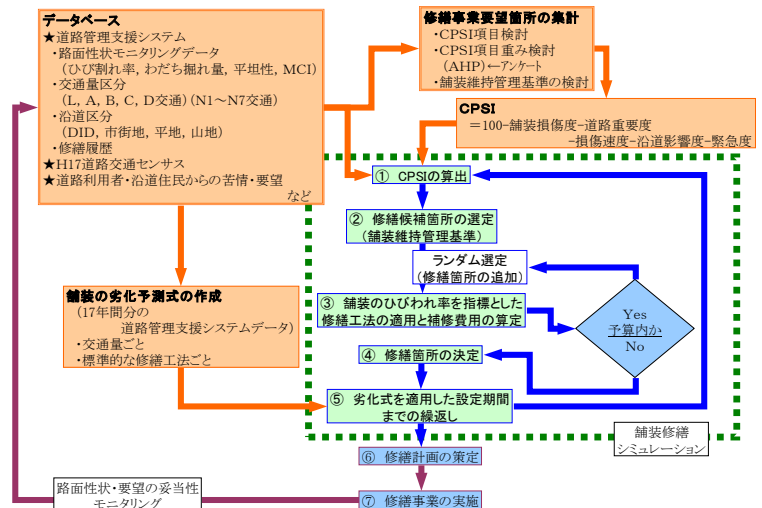 データベース
★道路管理支援システム
・路面性状モニタリングデータ
(ひび割れ率, わだち掘れ量, 平坦性, MCI)
・交通量区分
(L, A, B, C, D交通)(N1～N7交通)
・沿道区分
(DID, 市街地, 平地, 山地)
・修繕履歴
★H17道路交通センサス
★道路利用者・沿道住民からの苦情・要望
など
修繕事業要望箇所の集計
・CPSI項目検討
・CPSI項目重み検討
(AHP)←アンケート
・舗装維持管理基準の検討
CPSI
＝100-舗装損傷度-道路重要度
-損傷速度-沿道影響度-緊急度
① CPSIの算出
② 修繕候補箇所の選定
(舗装維持管理基準)
ランダム選定
(修繕箇所の追加)
舗装の劣化予測式の作成
(17年間分の
道路管理支援システムデータ)
・交通量ごと
・標準的な修繕工法ごと
③ 舗装のひびわれ率を指標とした
修繕工法の適用と補修費用の算定
Yes
予算内か
No
④ 修繕箇所の決定
⑤ 劣化式を適用した設定期間
までの繰返し
舗装修繕
シミュレーション
⑥ 修繕計画の策定
路面性状・要望の妥当性
モニタリング
⑦ 修繕事業の実施